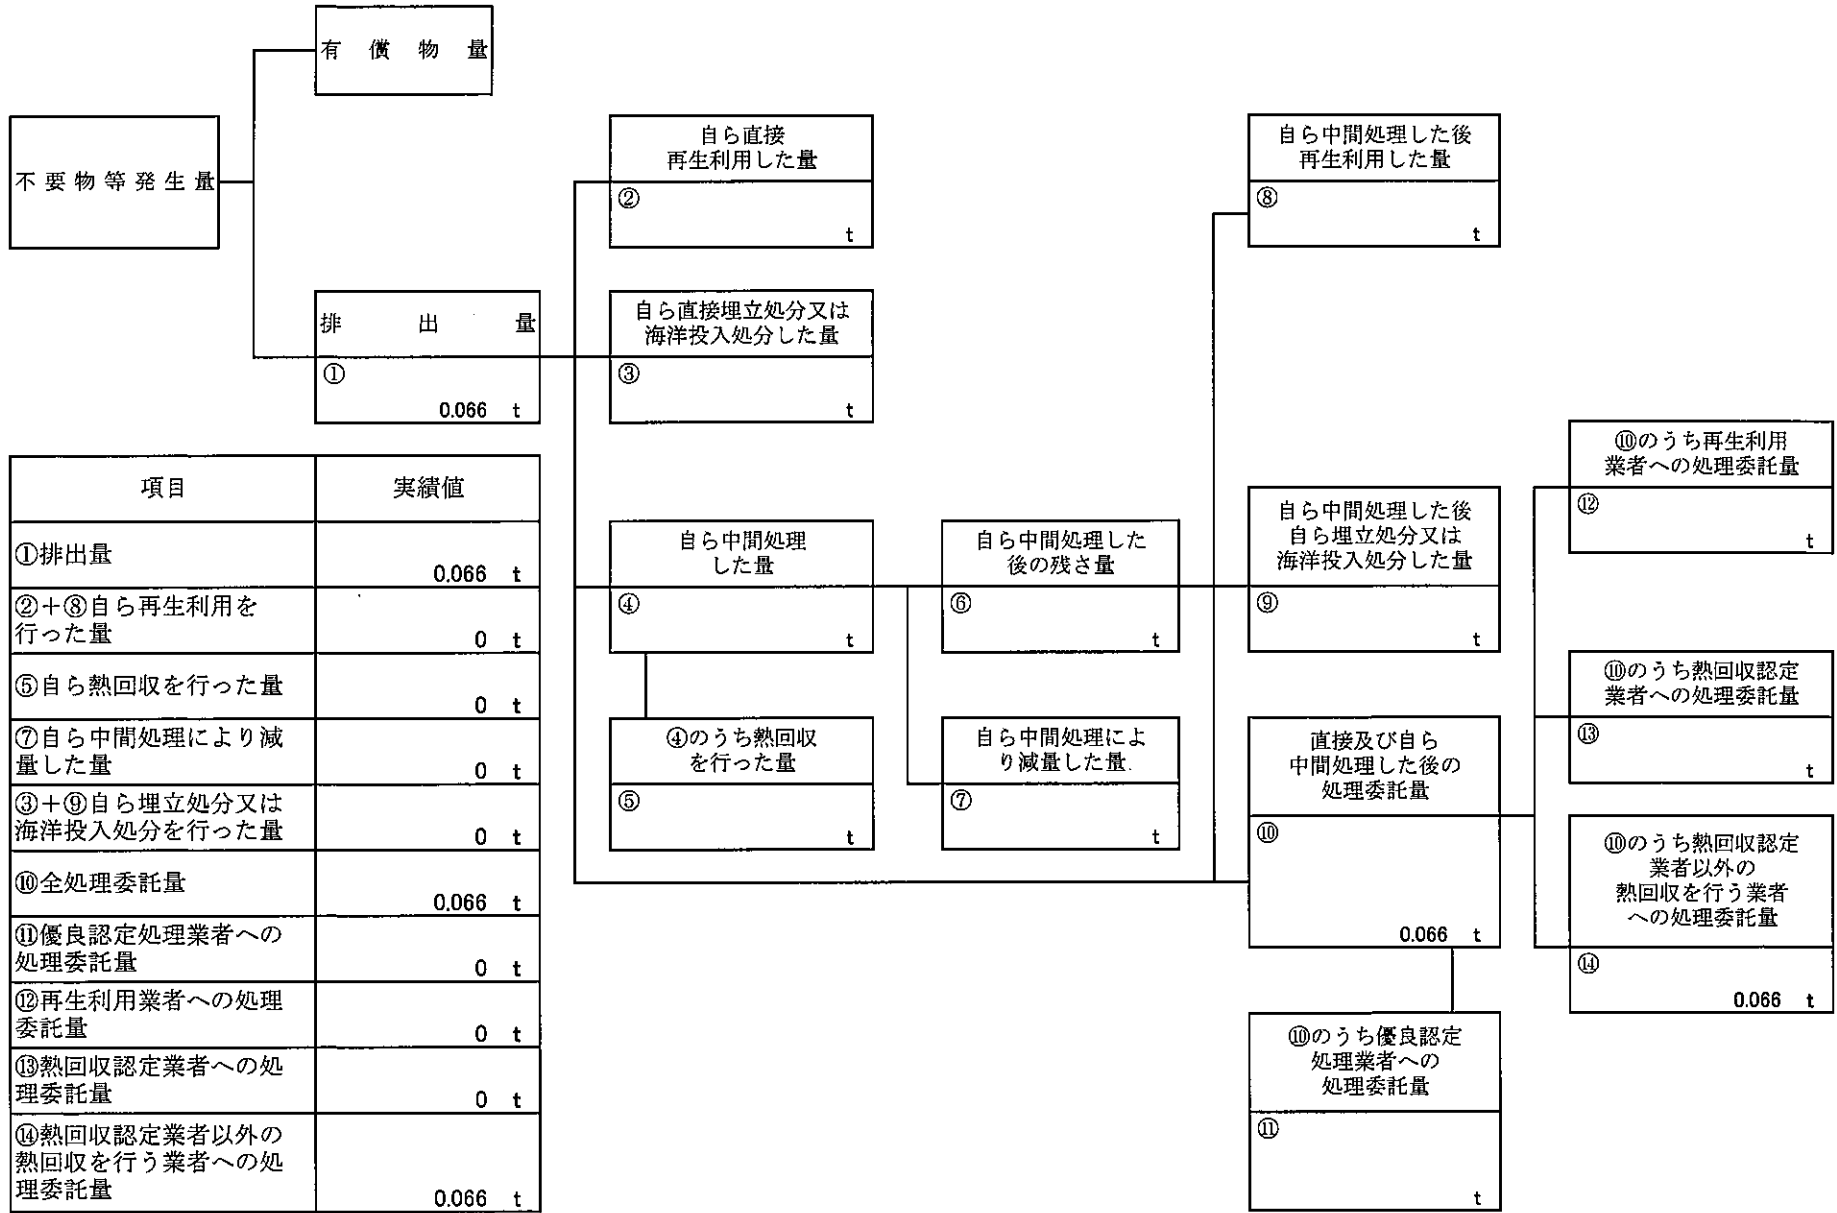 有償物量
不要物等発生量
排出量
①
0.066 t
自ら直接
再生利用した量
②
t
自ら直接埋立処分又は
海洋投入処分した量
③
t
自ら中間処理
した量
④
t
④のうち熱回収
を行った量
⑤
t
自ら中間処理した
後の残さ量
⑥
t
自ら中間処理によ
り減量した量
⑦
t
自ら中間処理した後
再生利用した量
⑧
t
自ら中間処理した後
自ら埋立処分又は
海洋投入処分した量
⑨
t
直接及び自ら
中間処理した後の
処理委託量
⑩
0.066 t
⑩のうち優良認定
処理業者への
処理委託量
⑪
t
⑩のうち再生利用
業者への処理委託量
⑫
t
⑩のうち熱回収認定
業者への処理委託量
⑬
t
⑩のうち熱回収認定
業者以外の
熱回収を行う業者
への処理委託量
⑭
0.066 t
項目 実績値
①排出量
0.066 t
②+⑧自ら再生利用を
行った量
0 t
⑤自ら熱回収を行った量
0 t
⑦自ら中間処理により減
量した量
0 t
③+⑨自ら埋立処分又は
海洋投入処分を行った量
0 t
⑩全処理委託量
0.066 t
⑪優良認定処理業者への
処理委託量
0 t
⑫再生利用業者への処理
委託量
0 t
⑬熱回収認定業者への処
理委託量
0 t
⑭熱回収認定業者以外の
熱回収を行う業者への処
理委託量
0.066 t